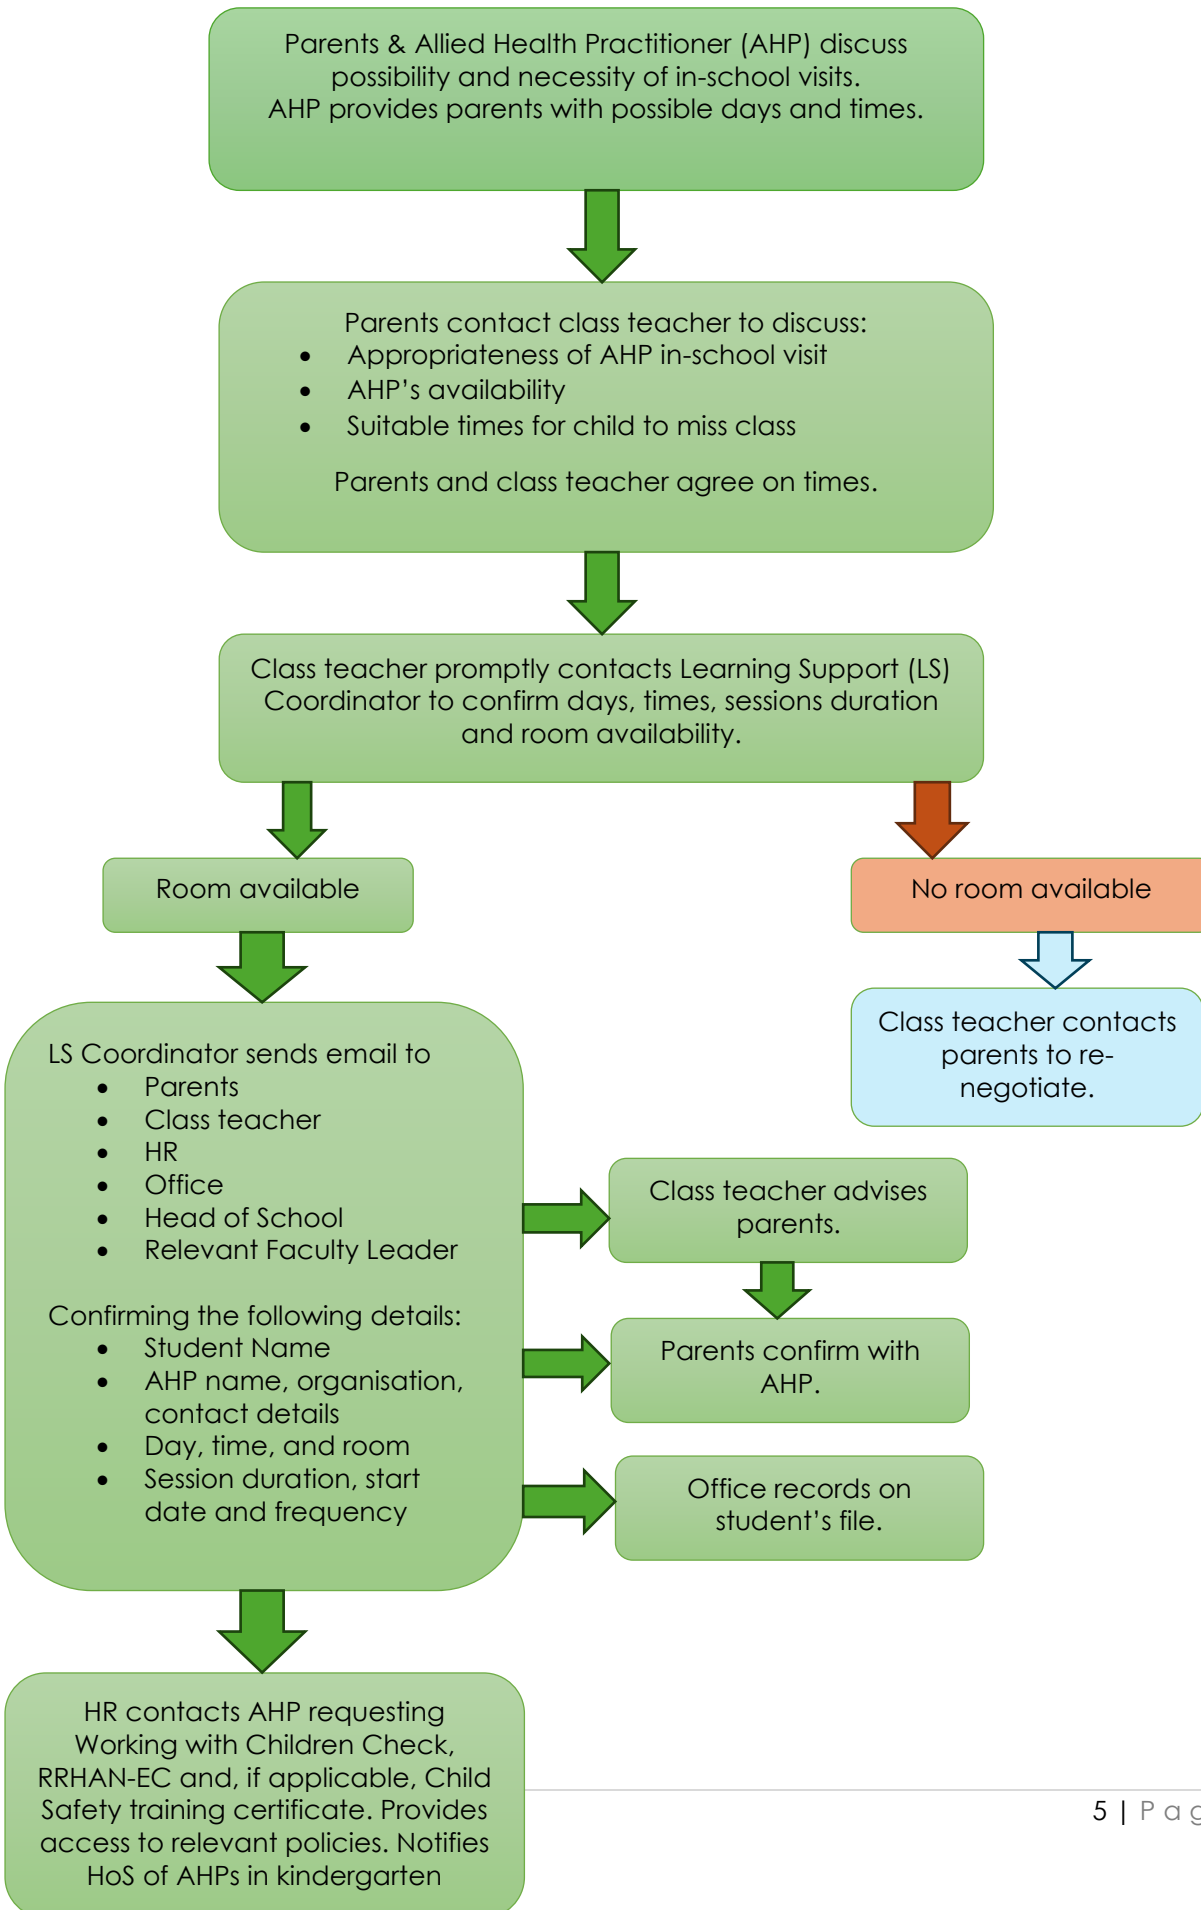 Parents & Allied Health Practitioner (AHP) discuss
possibility and necessity of in-school visits.
AHP provides parents with possible days and times.
Parents contact class teacher to discuss:
• Appropriateness of AHP in-school visit
• AHP’s availability
• Suitable times for child to miss class
Parents and class teacher agree on times.
Class teacher promptly contacts Learning Support (LS)
Coordinator to confirm days, times, sessions duration
and room availability.
Room available
No room available
Class teacher contacts
parents to re-
negotiate.
LS Coordinator sends email to
• Parents
• Class teacher
• HR
• Office
• Head of School
• Relevant Faculty Leader
Confirming the following details:
• Student Name
• AHP name, organisation,
contact details
• Day, time, and room
• Session duration, start
date and frequency
Class teacher advises
parents.
Parents confirm with
AHP.
Office records on
student’s file.
HR contacts AHP requesting
Working with Children Check,
RRHAN-EC and, if applicable, Child
Safety training certificate. Provides
access to relevant policies. Notifies
HoS of AHPs in kindergarten
5 | P a g